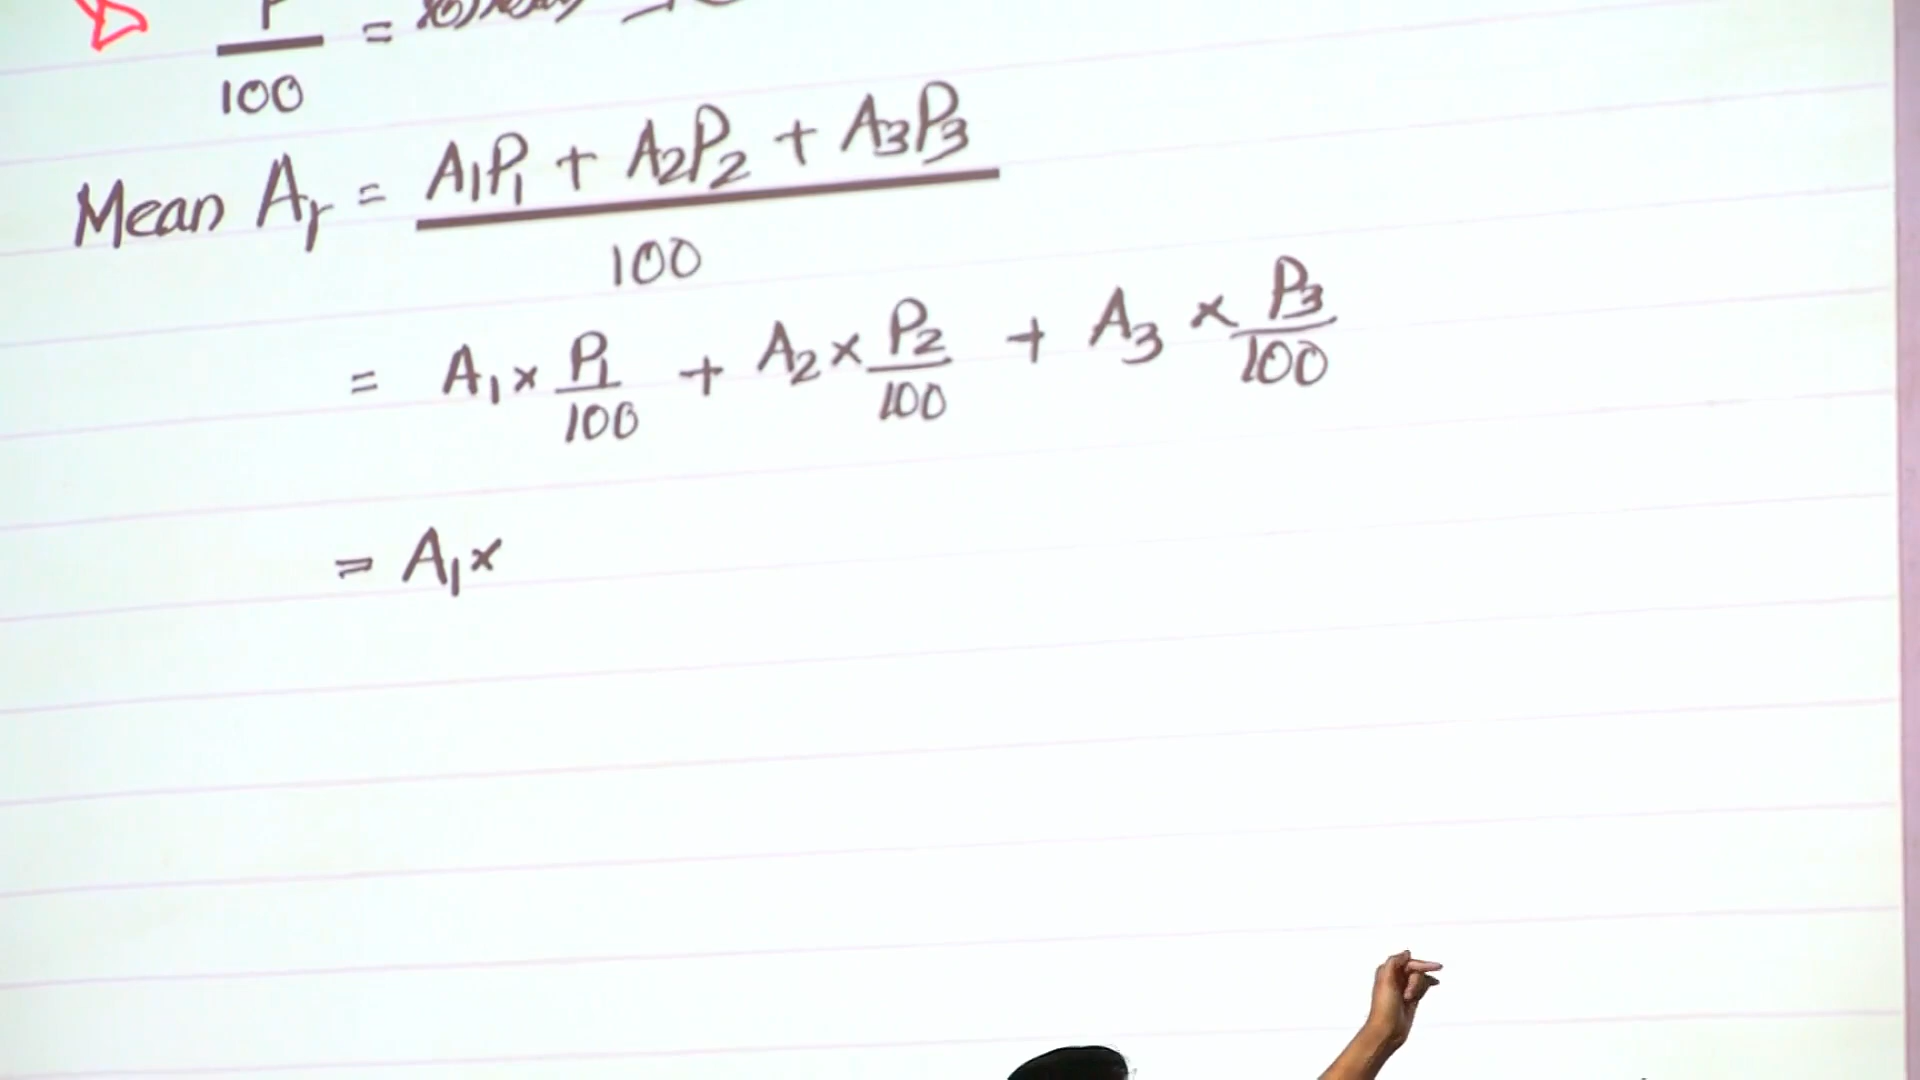 P/100 =
Mean Ar = A1P1 + A2P2 + A3P3 / 100
= A1 × P1/100 + A2 × P2/100 + A3 × P3/100
= A1 ×